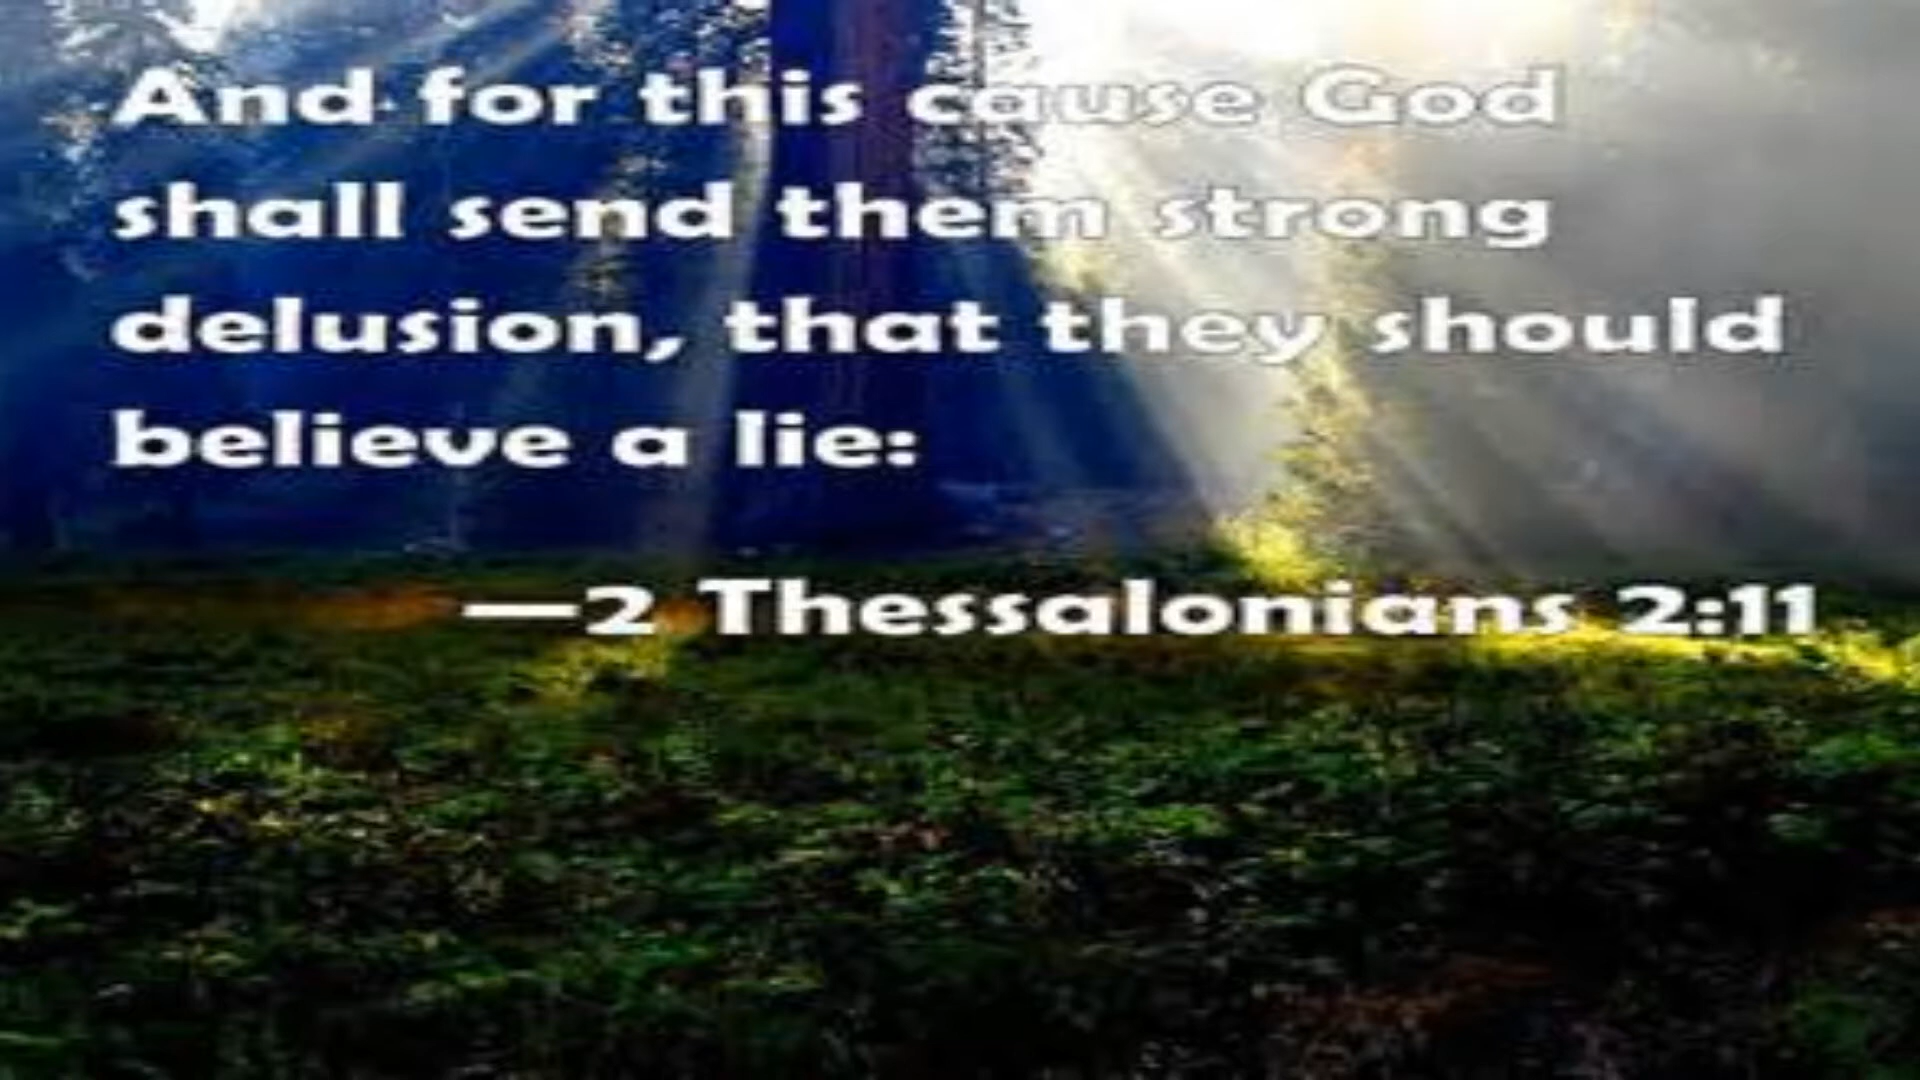 And for this cause God
shall send them strong
delusion, that they should
believe a lie:
—2 Thessalonians 2:11